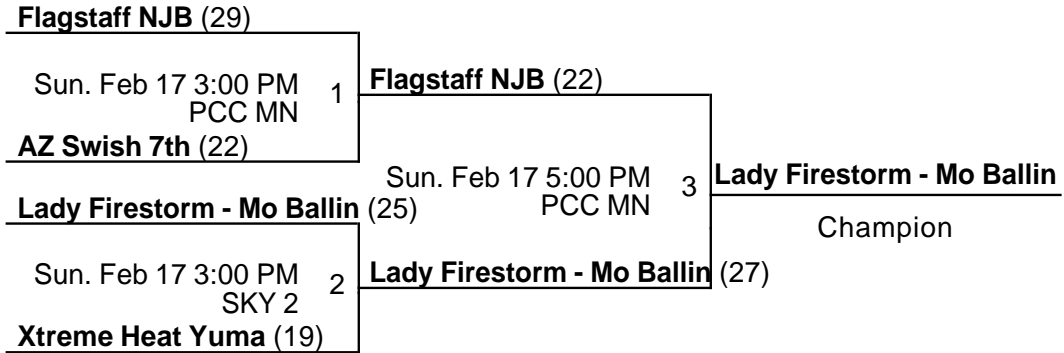 Flagstaff NJB (29)
Sun. Feb 17 3:00 PM
PCC MN
1
AZ Swish 7th (22)
Flagstaff NJB (22)
Sun. Feb 17 5:00 PM
PCC MN
3
Lady Firestorm - Mo Ballin
Champion
Lady Firestorm - Mo Ballin (25)
Sun. Feb 17 3:00 PM
SKY 2
2
Lady Firestorm - Mo Ballin (27)
Xtreme Heat Yuma (19)